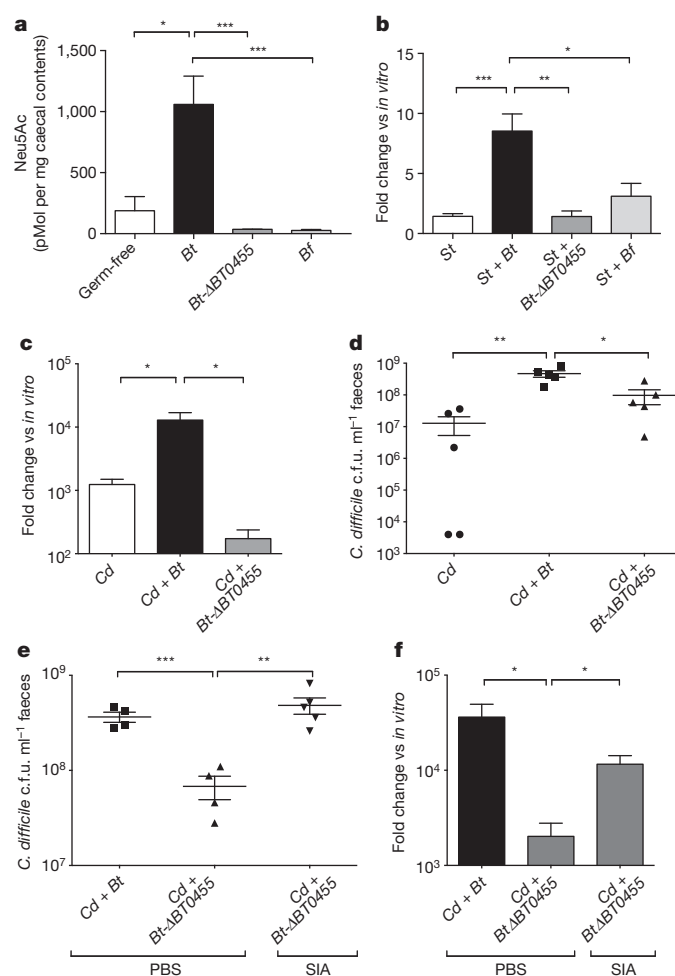 a
* ***
***
Neu5Ac
(pMol per mg caecal contents)
1,500
1,000
500
0
Germ-free
Bt
Bt-ΔBT0455
Bf
b
*
*** **
Fold change vs in vitro
15
10
5
0
St
St + Bt
St +
Bt-ΔBT0455
St + Bf
c
* *
Fold change vs in vitro
10⁵
10⁴
10³
10²
Cd
Cd + Bt
Cd +
Bt-ΔBT0455
d
** *
C. difficile c.f.u. ml⁻¹ faeces
10⁹
10⁸
10⁷
10⁶
10⁵
10⁴
10³
Cd
Cd + Bt
Cd +
Bt-ΔBT0455
e
*** **
C. difficile c.f.u. ml⁻¹ faeces
10⁹
10⁸
10⁷
Cd + Bt
Cd +
Bt-ΔBT0455
Cd +
Bt-ΔBT0455
PBS
SIA
f
* *
Fold change vs in vitro
10⁵
10⁴
10³
Cd + Bt
Cd +
BtΔBT0455
Cd +
BtΔBT0455
PBS
SIA